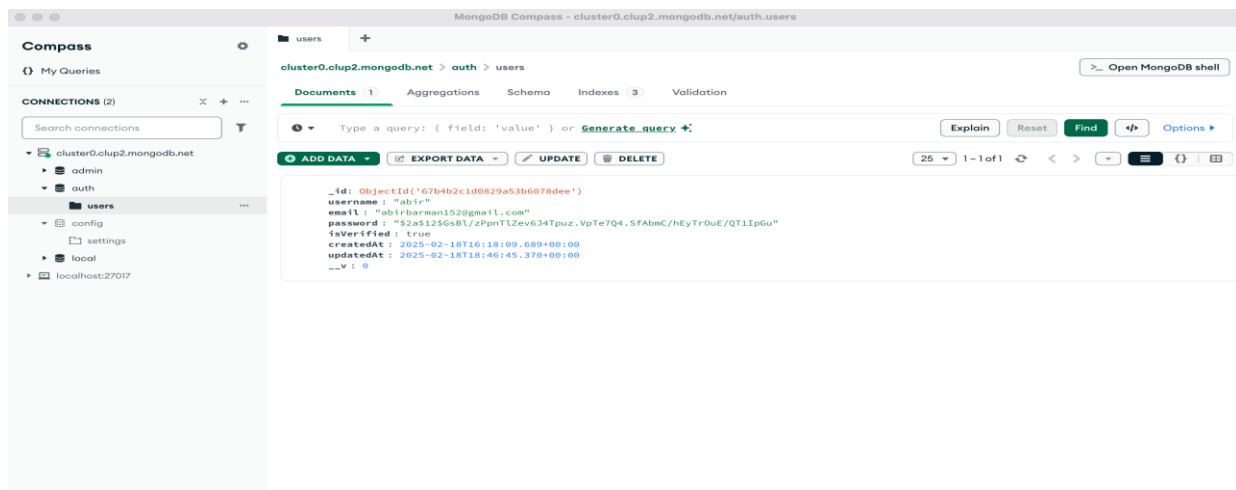 MongoDB Compass - cluster0.clup2.mongodb.net/auth.users
Compass
{} My Queries
CONNECTIONS (2)
Search connections
cluster0.clup2.mongodb.net
admin
auth
users
config
settings
local
localhost:27017
users
cluster0.clup2.mongodb.net > auth > users
>_ Open MongoDB shell
Documents 1 Aggregations Schema Indexes 3 Validation
Type a query: { field: 'value' } or Generate query
Explain Reset Find </> Options
ADD DATA EXPORT DATA UPDATE DELETE
25 1-1 of 1 {}
_id: ObjectId('67b4b2c1d0829a53b6078dee')
username : "abir"
email : "abirbarman152@gmail.com"
password : "$2a$12$GsBl/zPpnTlZev6J4Tpuz.VpTe7Q4.SfAbmC/hEyTrOuE/QT1IpGu"
isVerified : true
createdAt : 2025-02-18T16:18:09.689+00:00
updatedAt : 2025-02-18T18:46:45.370+00:00
__v : 0